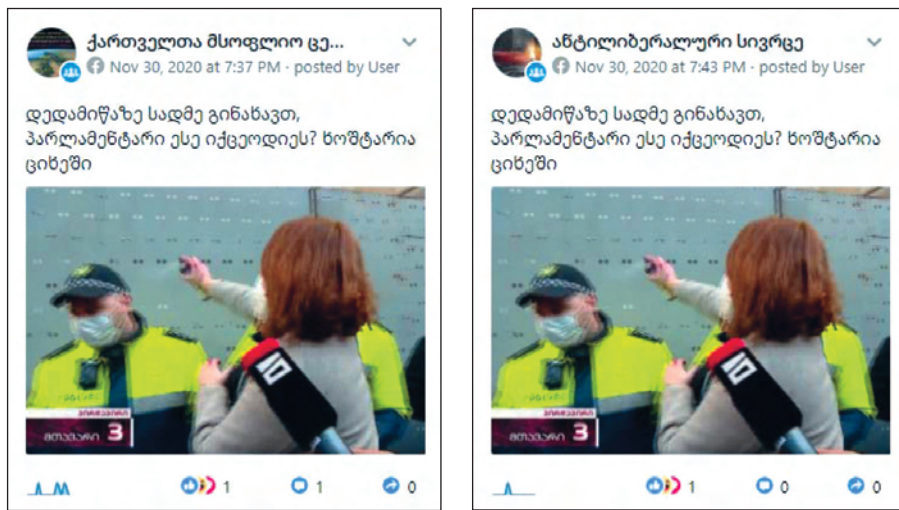 ქართველთა მსოფლიო ცე...
Nov 30, 2020 at 7:37 PM · posted by User
დედამიწაზე სადმე გინახავთ,
პარლამენტარი ესე იქცეოდიეს? ხოშტარია
ციხეში
პირდაპირი
მთავარი 3
1
1
0
ანტილიბერალური სივრცე
Nov 30, 2020 at 7:43 PM · posted by User
დედამიწაზე სადმე გინახავთ,
პარლამენტარი ესე იქცეოდიეს? ხოშტარია
ციხეში
პირდაპირი
მთავარი 3
1
0
0